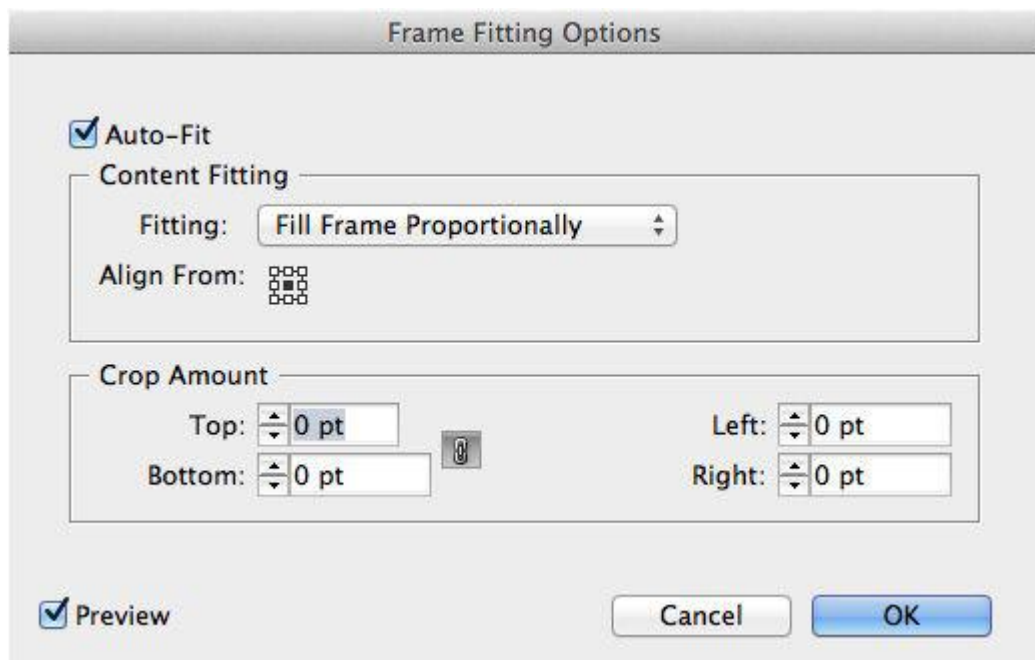 Frame Fitting Options
Auto-Fit
Content Fitting
Fitting: Fill Frame Proportionally
Align From:
Crop Amount
Top: 0 pt Left: 0 pt
Bottom: 0 pt Right: 0 pt
Preview Cancel OK